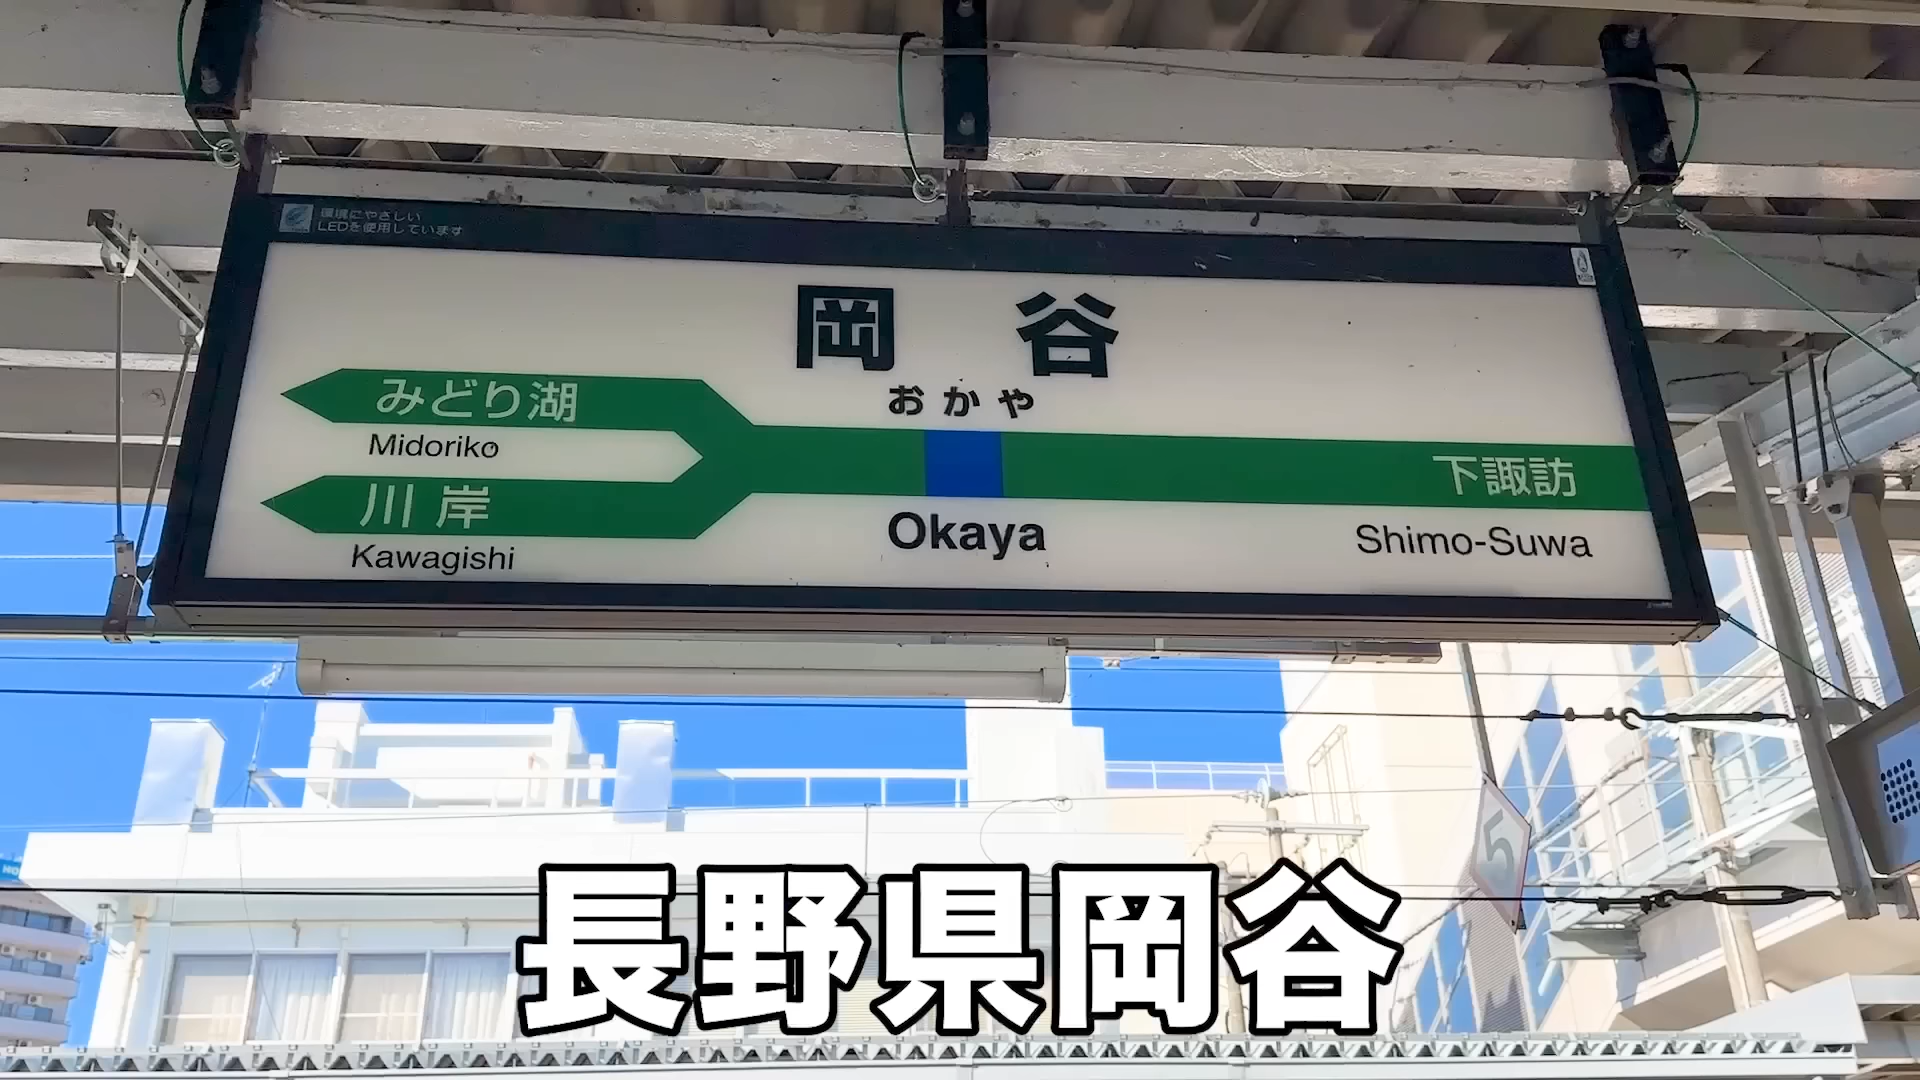 環境にやさしい
LEDを使用しています
岡谷
おかや
みどり湖
Midoriko
川岸
Kawagishi
Okaya
下諏訪
Shimo-Suwa
5
長野県岡谷